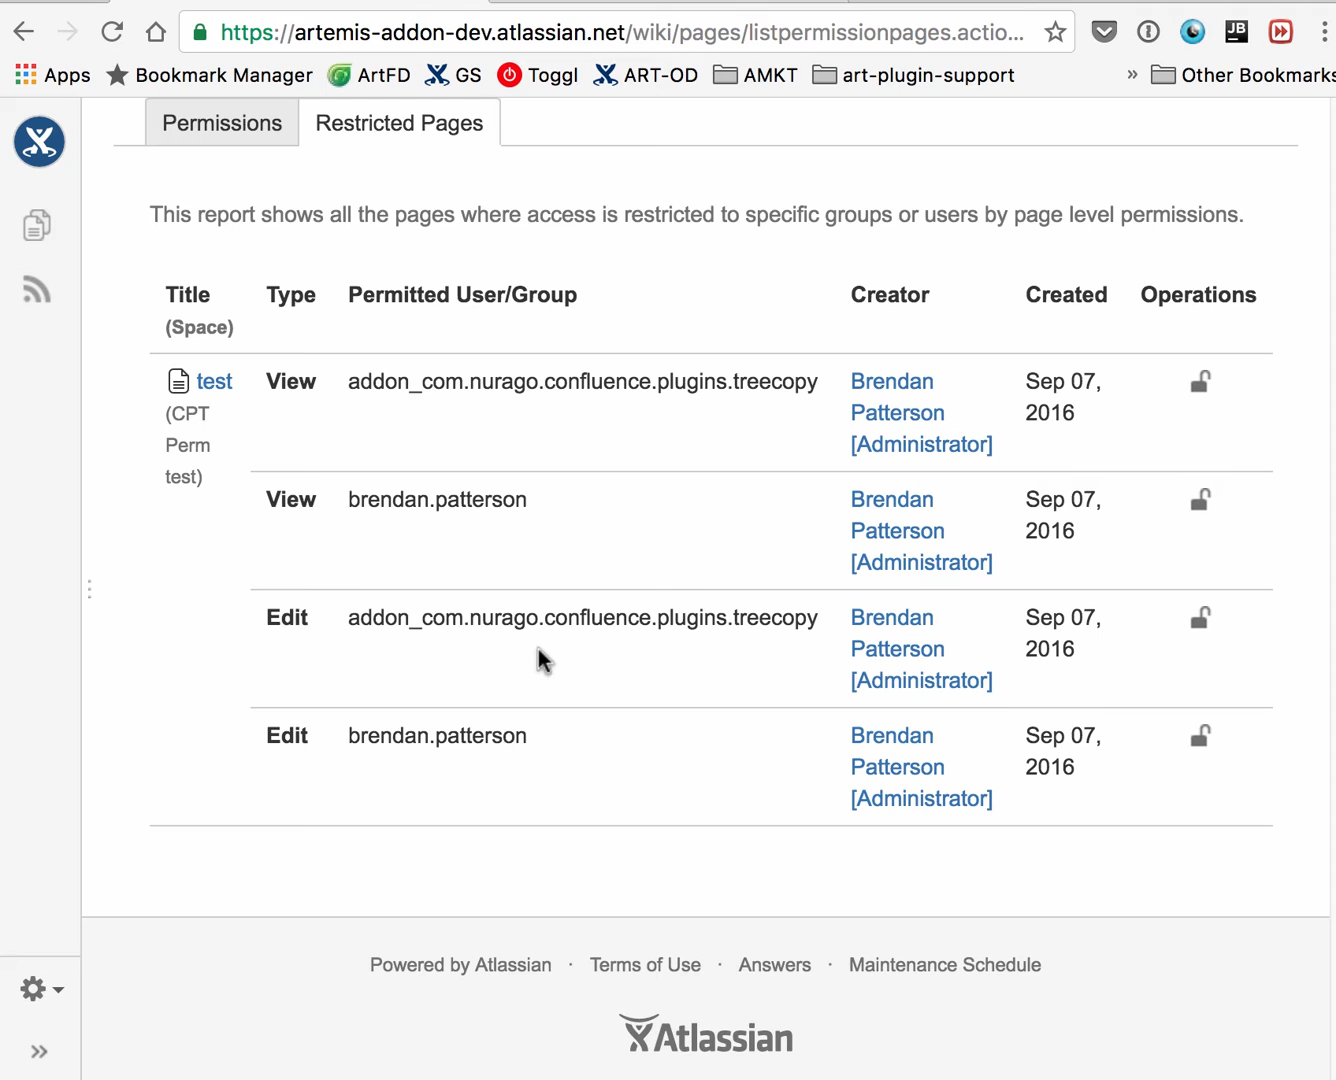 https://artemis-addon-dev.atlassian.net/wiki/pages/listpermissionpages.actio...
JB
Apps Bookmark Manager ArtFD GS Toggl ART-OD AMKT art-plugin-support » Other Bookmarks
Permissions Restricted Pages
This report shows all the pages where access is restricted to specific groups or users by page level permissions.
Title Type Permitted User/Group Creator Created Operations
(Space)
test View addon_com.nurago.confluence.plugins.treecopy Brendan Sep 07,
(CPT Patterson 2016
Perm [Administrator]
test)
View brendan.patterson Brendan Sep 07,
Patterson 2016
[Administrator]
Edit addon_com.nurago.confluence.plugins.treecopy Brendan Sep 07,
Patterson 2016
[Administrator]
Edit brendan.patterson Brendan Sep 07,
Patterson 2016
[Administrator]
Powered by Atlassian · Terms of Use · Answers · Maintenance Schedule
Atlassian